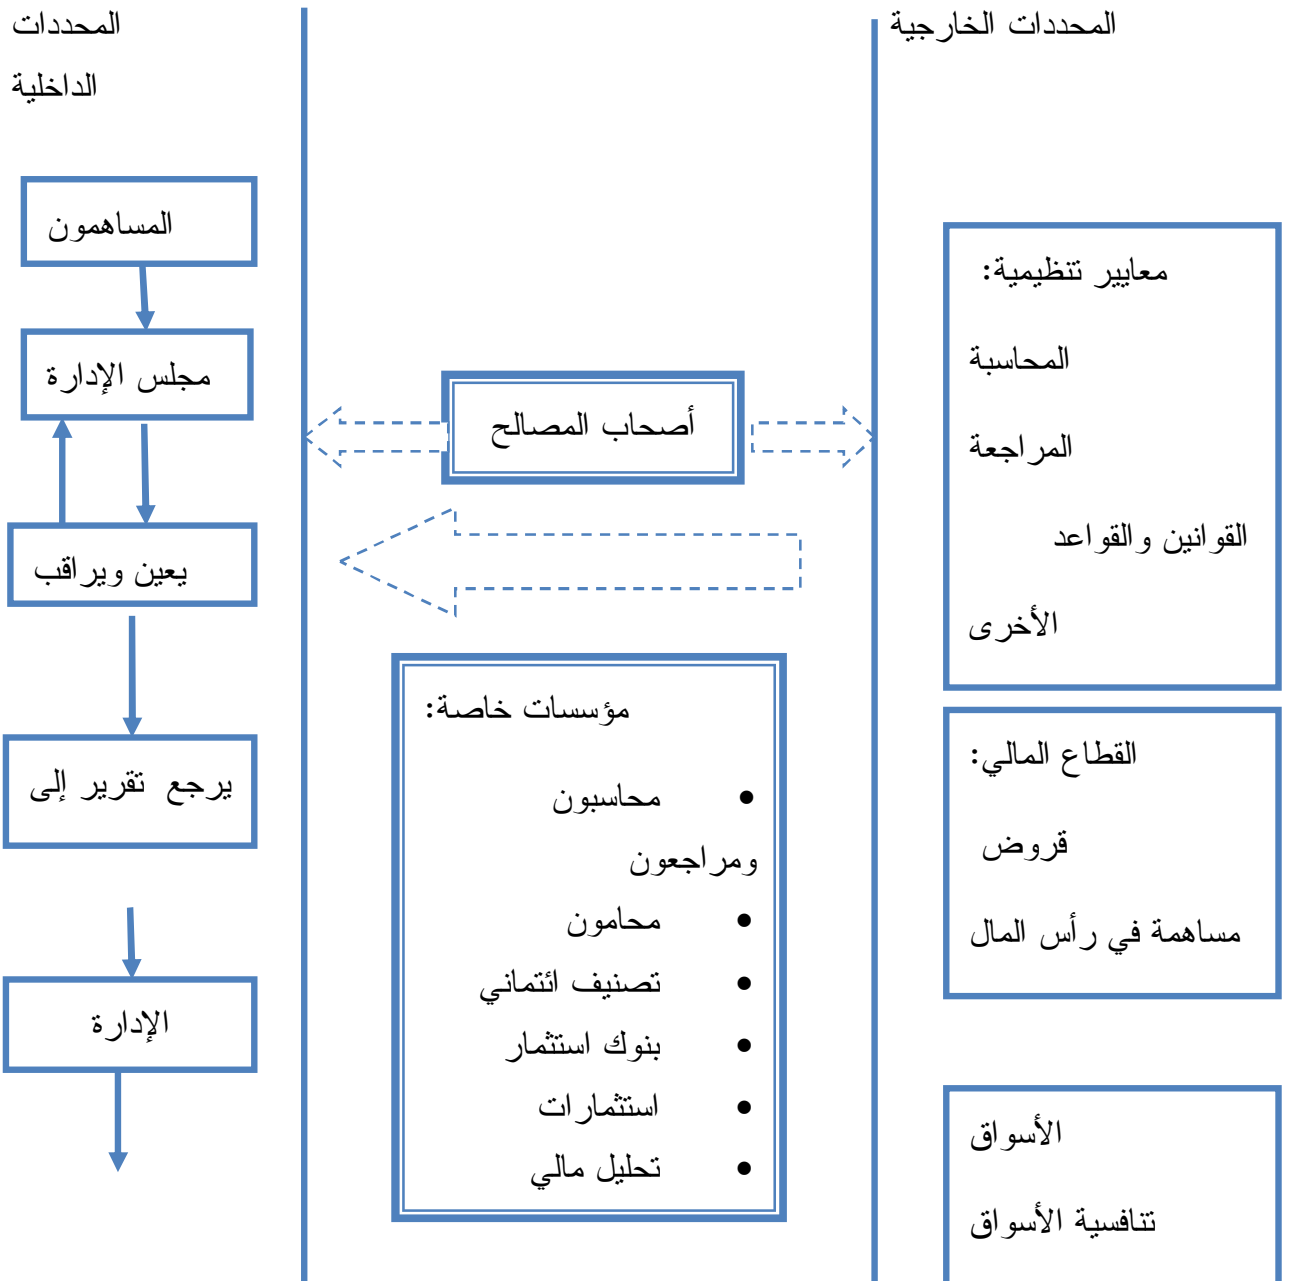 المحددات الخارجية
معايير تنظيمية:
المحاسبة
المراجعة
القوانين والقواعد
الأخرى
القطاع المالي:
قروض
مساهمة في رأس المال
الأسواق
تنافسية الأسواق
أصحاب المصالح
مؤسسات خاصة:
• محاسبون
ومراجعون
• محامون
• تصنيف ائتماني
• بنوك استثمار
• استثمارات
• تحليل مالي
المحددات
الداخلية
المساهمون
مجلس الإدارة
يعين ويراقب
يرجع تقرير إلى
الإدارة